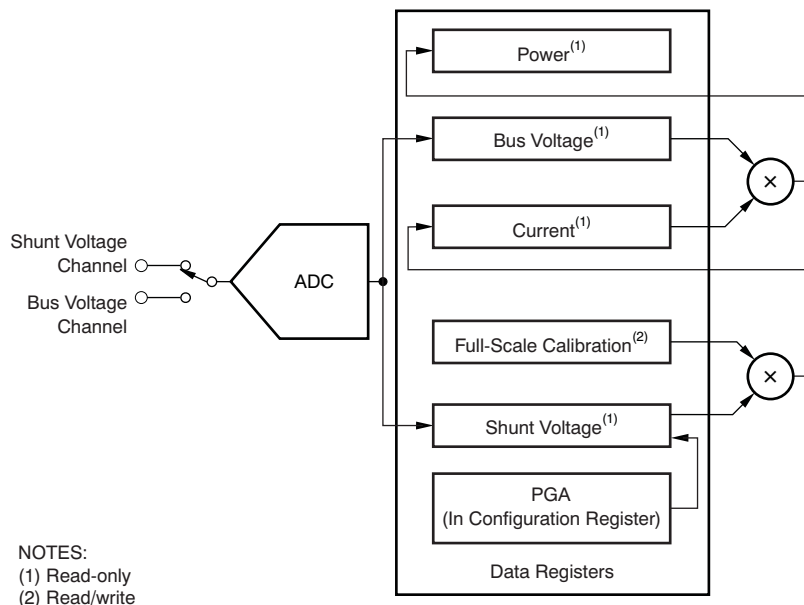 Power(1)
Bus Voltage(1)
×
Current(1)
Shunt Voltage
Channel
ADC
Bus Voltage
Channel
Full-Scale Calibration(2)
×
Shunt Voltage(1)
PGA
(In Configuration Register)
Data Registers
NOTES:
(1) Read-only
(2) Read/write